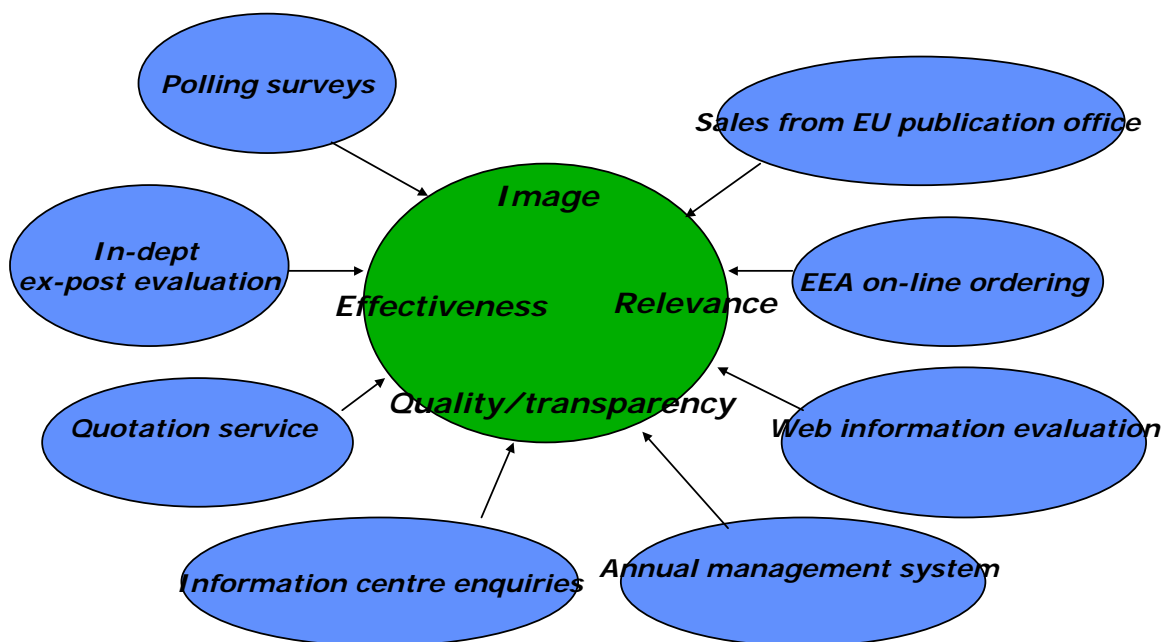 Polling surveys
Sales from EU publication office
Image
In-dept
ex-post evaluation
EEA on-line ordering
Effectiveness
Relevance
Quality/transparency
Quotation service
Web information evaluation
Information centre enquiries
Annual management system